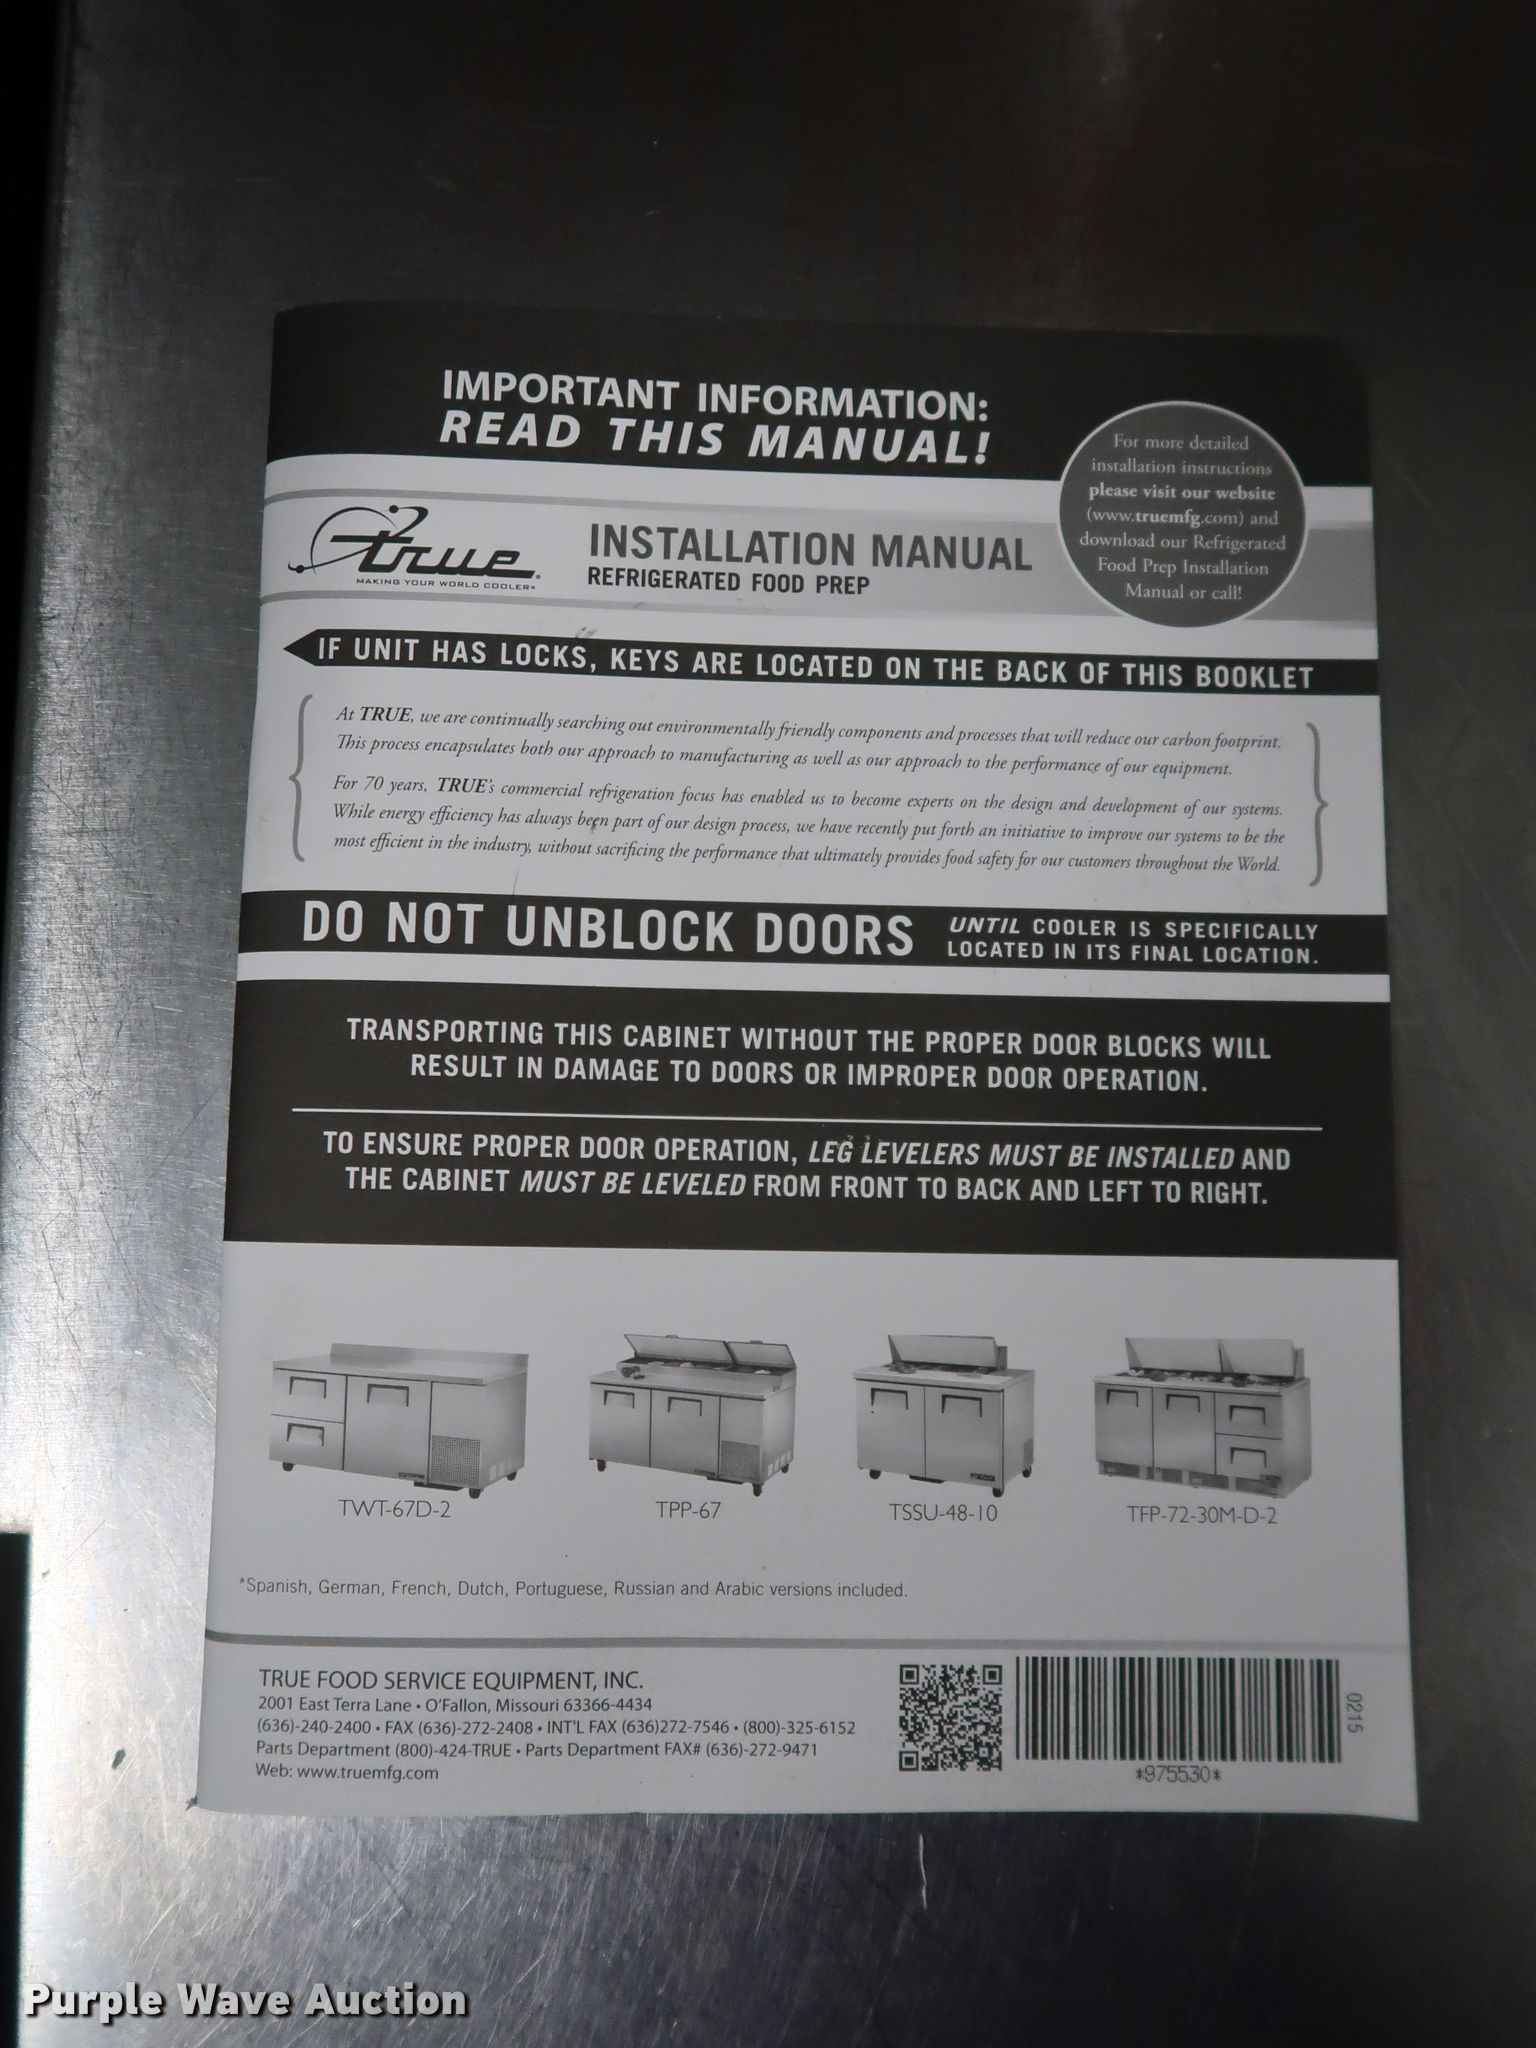 IMPORTANT INFORMATION:
READ THIS MANUAL!
For more detailed
installation instructions
please visit our website
(www.truemfg.com) and
download our Refrigerated
Food Prep Installation
Manual or call!
true®
MAKING YOUR WORLD COOLER®
INSTALLATION MANUAL
REFRIGERATED FOOD PREP
IF UNIT HAS LOCKS, KEYS ARE LOCATED ON THE BACK OF THIS BOOKLET
At TRUE, we are continually searching out environmentally friendly components and processes that will reduce our carbon footprint.
This process encapsulates both our approach to manufacturing as well as our approach to the performance of our equipment.
For 70 years, TRUE's commercial refrigeration focus has enabled us to become experts on the design and development of our systems.
While energy efficiency has always been part of our design process, we have recently put forth an initiative to improve our systems to be the
most efficient in the industry, without sacrificing the performance that ultimately provides food safety for our customers throughout the World.
DO NOT UNBLOCK DOORS
UNTIL COOLER IS SPECIFICALLY
LOCATED IN ITS FINAL LOCATION.
TRANSPORTING THIS CABINET WITHOUT THE PROPER DOOR BLOCKS WILL
RESULT IN DAMAGE TO DOORS OR IMPROPER DOOR OPERATION.
TO ENSURE PROPER DOOR OPERATION, LEG LEVELERS MUST BE INSTALLED AND
THE CABINET MUST BE LEVELED FROM FRONT TO BACK AND LEFT TO RIGHT.
TWT-67D-2
TPP-67
TSSU-48-10
TFP-72-30M-D-2
*Spanish, German, French, Dutch, Portuguese, Russian and Arabic versions included.
TRUE FOOD SERVICE EQUIPMENT, INC.
2001 East Terra Lane • O'Fallon, Missouri 63366-4434
(636)-240-2400 • FAX (636)-272-2408 • INT'L FAX (636)272-7546 • (800)-325-6152
Parts Department (800)-424-TRUE • Parts Department FAX# (636)-272-9471
Web: www.truemfg.com
*975530*
0215
Purple Wave Auction